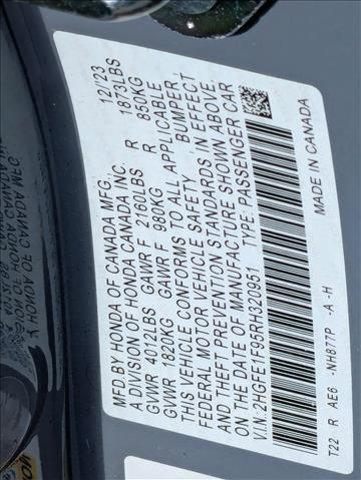 MFD.BY HONDA OF CANADA MFG. 12/23
A DIVISION OF HONDA CANADA INC.
GVWR 4012LBS GAWR F 2160LBS R 1873LBS
GVWR 1820KG GAWR F 980KG R 850KG
THIS VEHICLE CONFORMS TO ALL APPLICABLE
FEDERAL MOTOR VEHICLE SAFETY BUMPER,
AND THEFT PREVENTION STANDARDS IN EFFECT
ON THE DATE OF MANUFACTURE SHOWN ABOVE
V.I.N.:2HGFE1F95RH320961 TYPE: PASSENGER CAR
T22 R AE6 -NH877P -A -H MADE IN CANADA